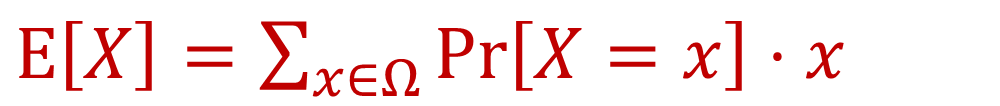 E[X] = ∑_{x∈Ω} Pr[X = x] · x